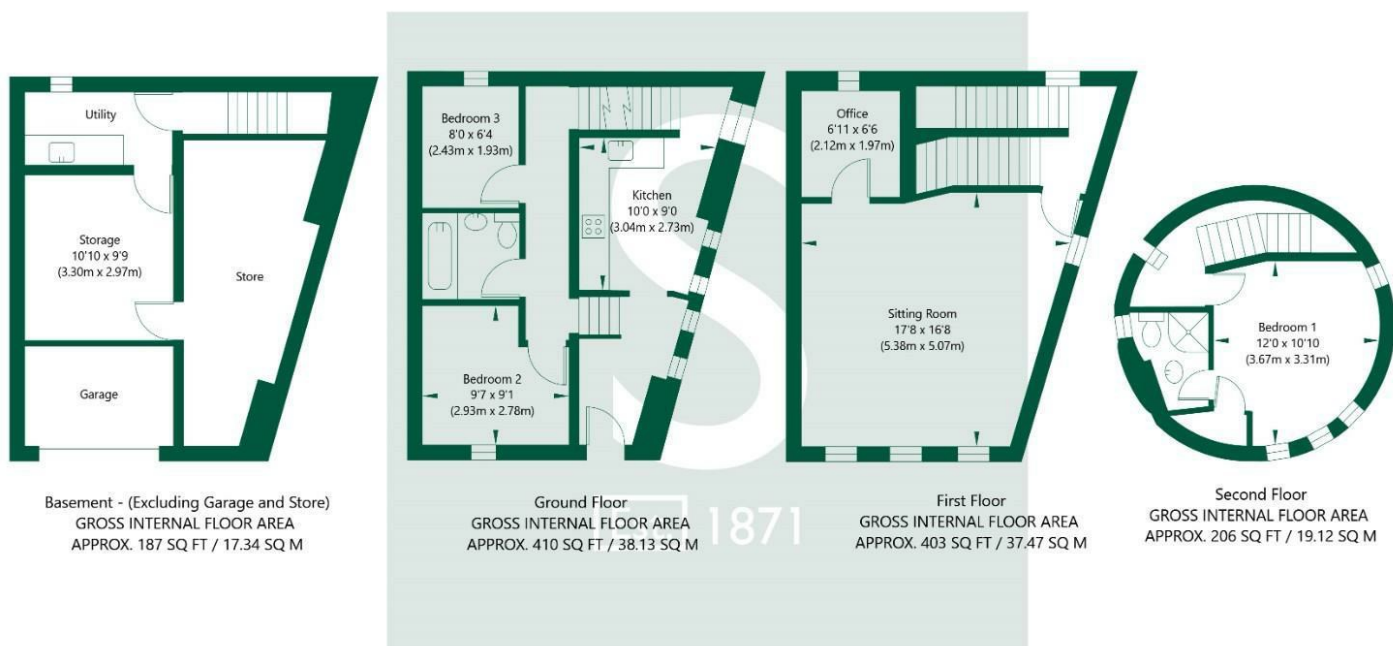 Utility
Storage
10'10 x 9'9
(3.30m x 2.97m)
Store
Garage
Basement - (Excluding Garage and Store)
GROSS INTERNAL FLOOR AREA
APPROX. 187 SQ FT / 17.34 SQ M
Bedroom 3
8'0 x 6'4
(2.43m x 1.93m)
Kitchen
10'0 x 9'0
(3.04m x 2.73m)
Bedroom 2
9'7 x 9'1
(2.93m x 2.78m)
Ground Floor
GROSS INTERNAL FLOOR AREA
APPROX. 410 SQ FT / 38.13 SQ M
Office
6'11 x 6'6
(2.12m x 1.97m)
Sitting Room
17'8 x 16'8
(5.38m x 5.07m)
First Floor
GROSS INTERNAL FLOOR AREA
APPROX. 403 SQ FT / 37.47 SQ M
Bedroom 1
12'0 x 10'10
(3.67m x 3.31m)
Second Floor
GROSS INTERNAL FLOOR AREA
APPROX. 206 SQ FT / 19.12 SQ M
S
Est. 1871